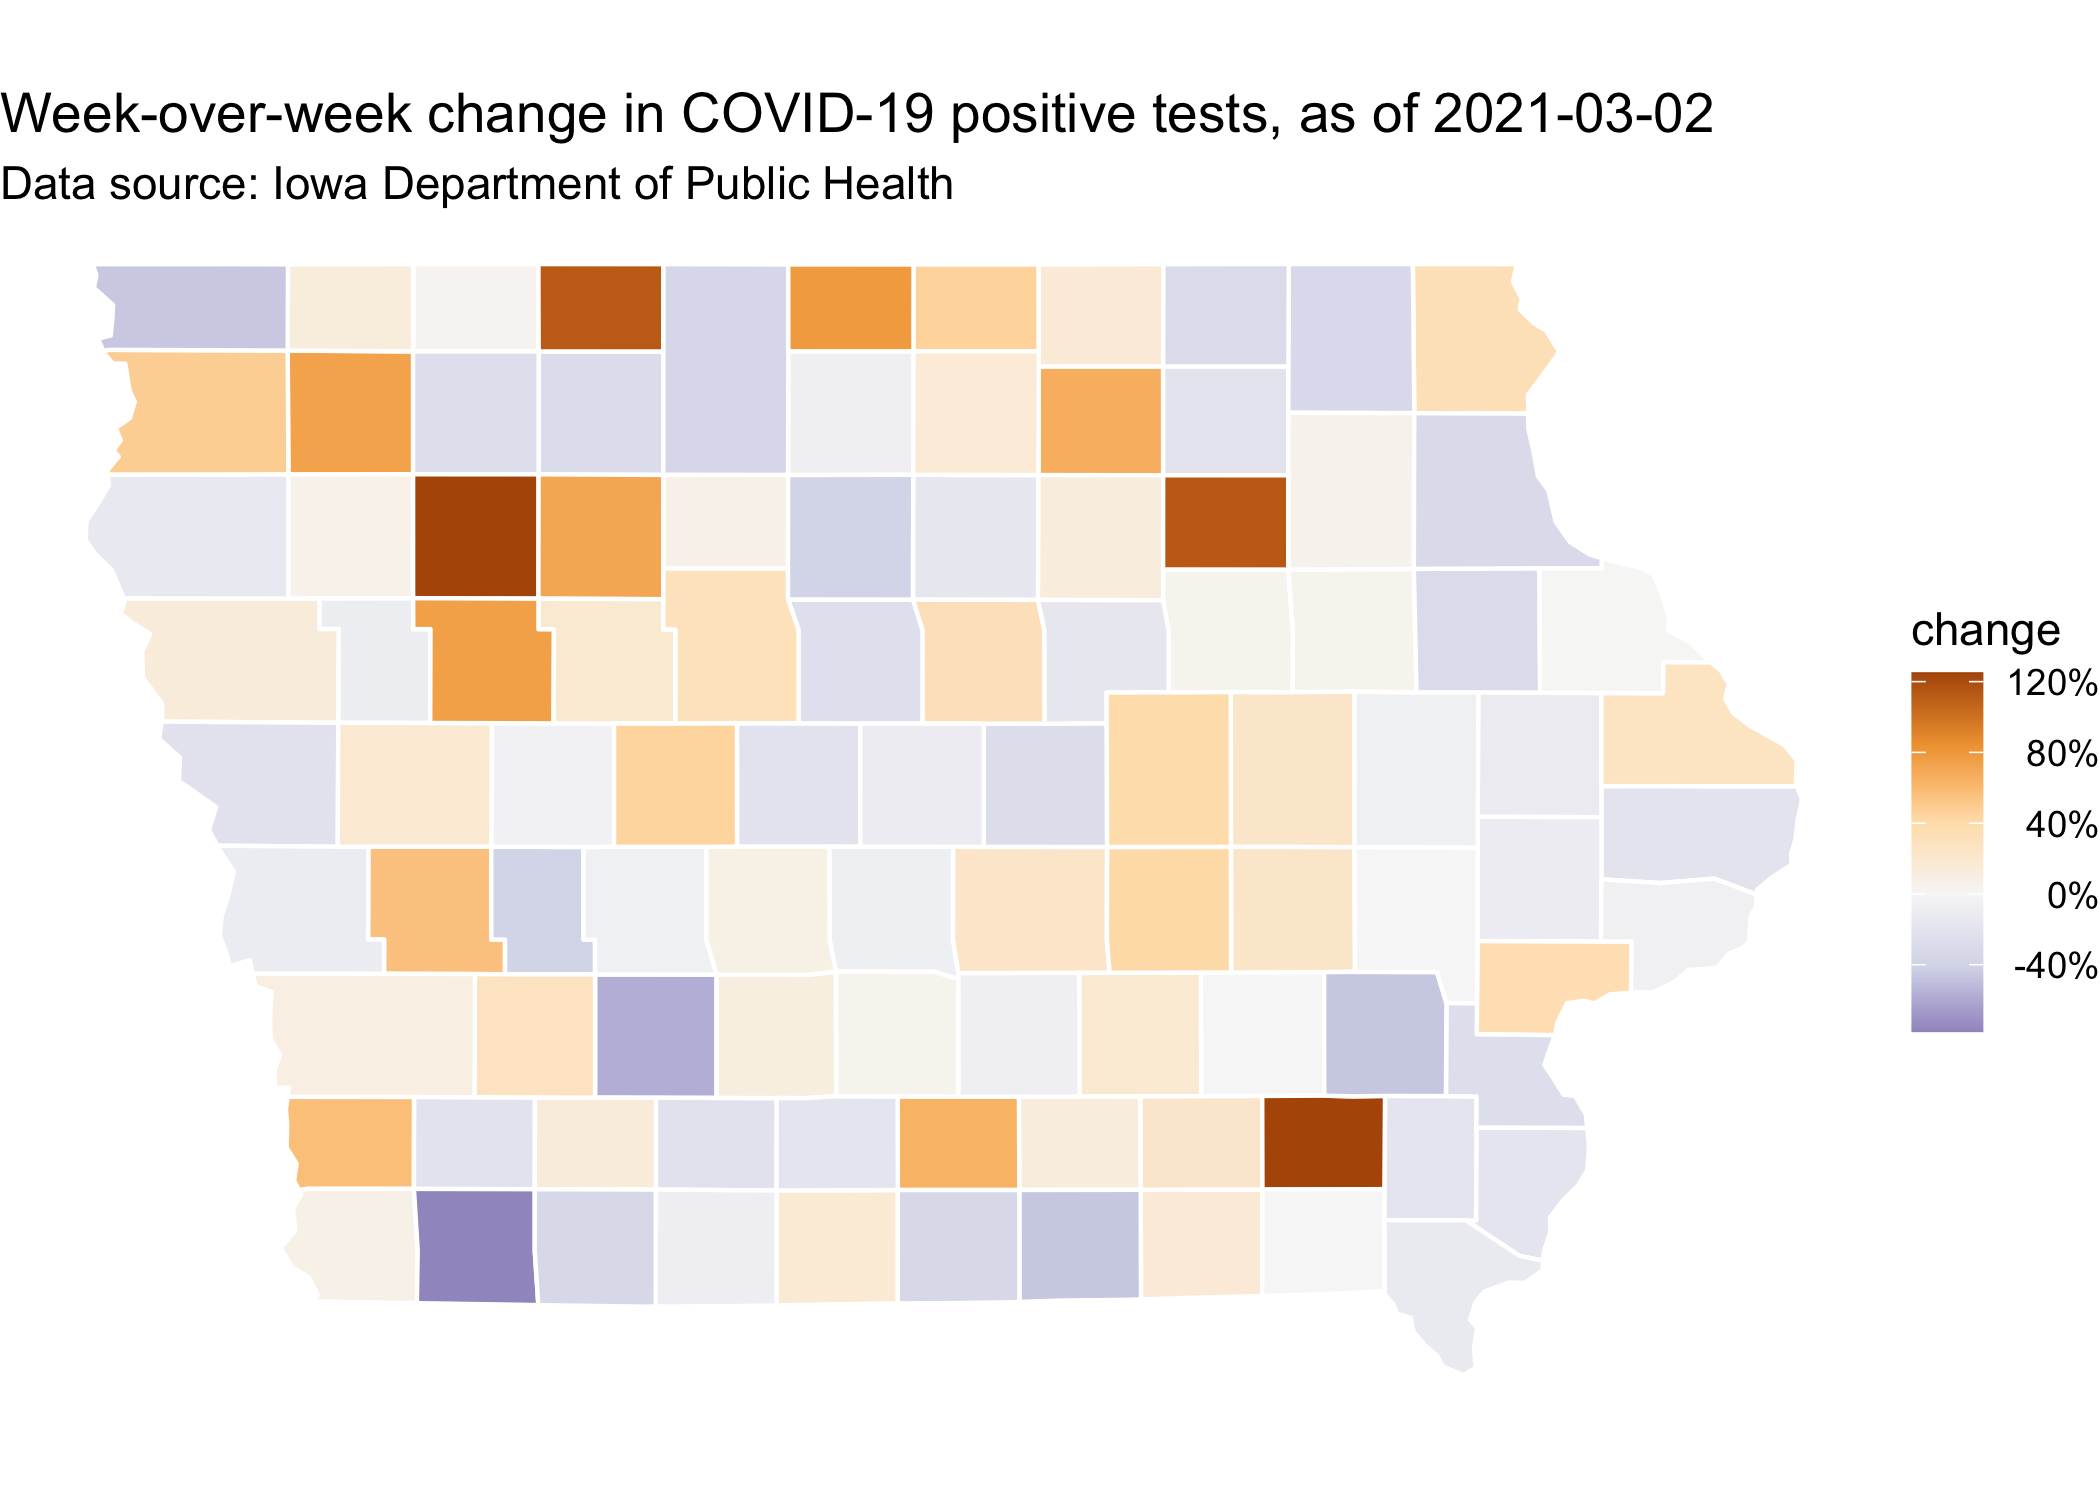 Week-over-week change in COVID-19 positive tests, as of 2021-03-02
Data source: Iowa Department of Public Health
change
120%
80%
40%
0%
-40%